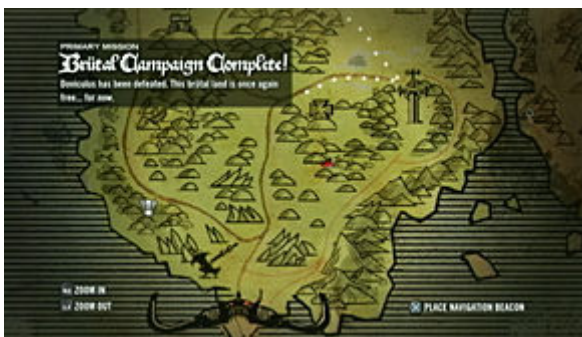 PRIMARY MISSION
Brütal Campaign Complete!
Doviculus has been defeated. This brütal land is once again
free... for now.
ZOOM IN
ZOOM OUT
PLACE NAVIGATION BEACON